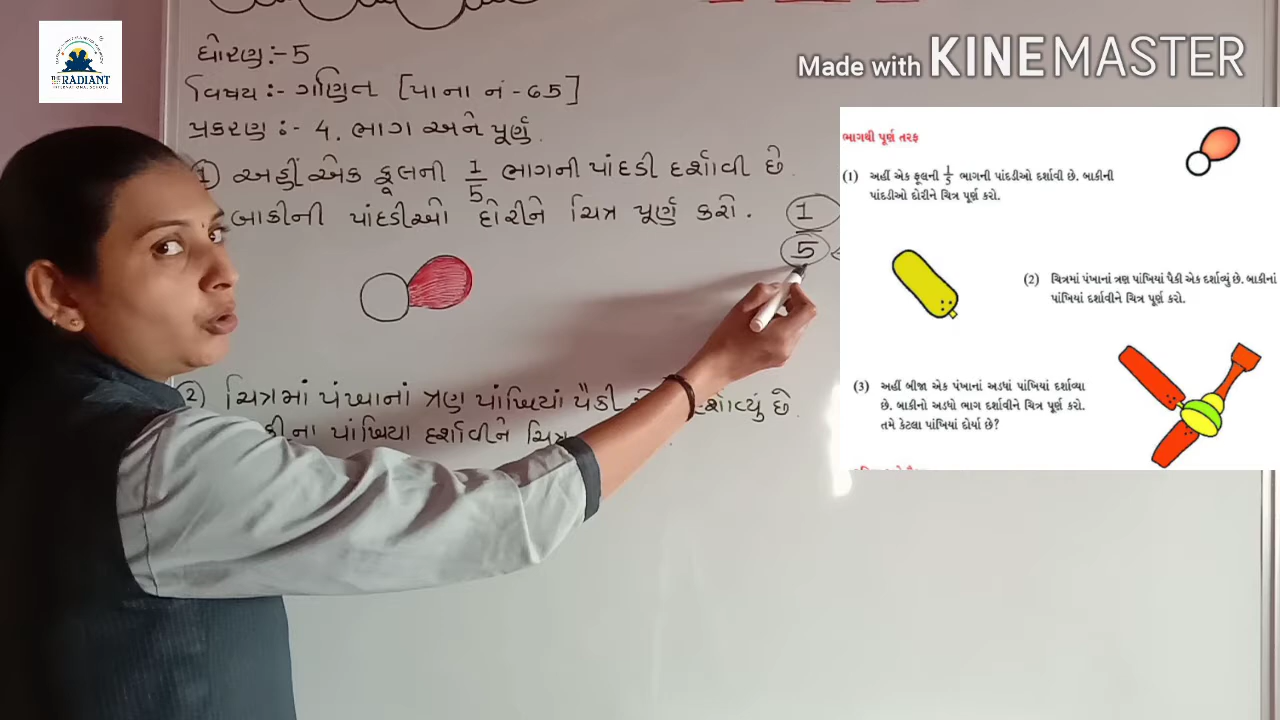 THE RADIANT
INTERNATIONAL SCHOOL
Made with KINEMASTER
ધોરણ:- 5
વિષય:- ગણિત [પાના નં - 65]
પ્રકરણ:- 4. ભાગ અને પૂર્ણ.
1 અહીં એક ફૂલની 1/5 ભાગની પાંદડી દર્શાવી છે.
બાકીની પાંદડીઓ દોરીને ચિત્ર પૂર્ણ કરો.
1/5
2 ચિત્રમાં પંખાનાં ત્રણ પાંખિયાં પૈકી
ર્શાવ્યું છે.
કીના પાંખિયા દર્શાવીને ચિત્ર
ભાગથી પૂર્ણ તરફ
(1) અહીં એક ફૂલની 1/5 ભાગની પાંદડીઓ દર્શાવી છે. બાકીની
પાંદડીઓ દોરીને ચિત્ર પૂર્ણ કરો.
(2) ચિત્રમાં પંખાનાં ત્રણ પાંખિયાં પૈકી એક દર્શાવ્યું છે. બાકીનાં
પાંખિયાં દર્શાવીને ચિત્ર પૂર્ણ કરો.
(3) અહીં બીજા એક પંખાનાં અડધાં પાંખિયાં દર્શાવ્યા
છે. બાકીનો અડધો ભાગ દર્શાવીને ચિત્ર પૂર્ણ કરો.
તમે કેટલા પાંખિયાં દોર્યા છે?